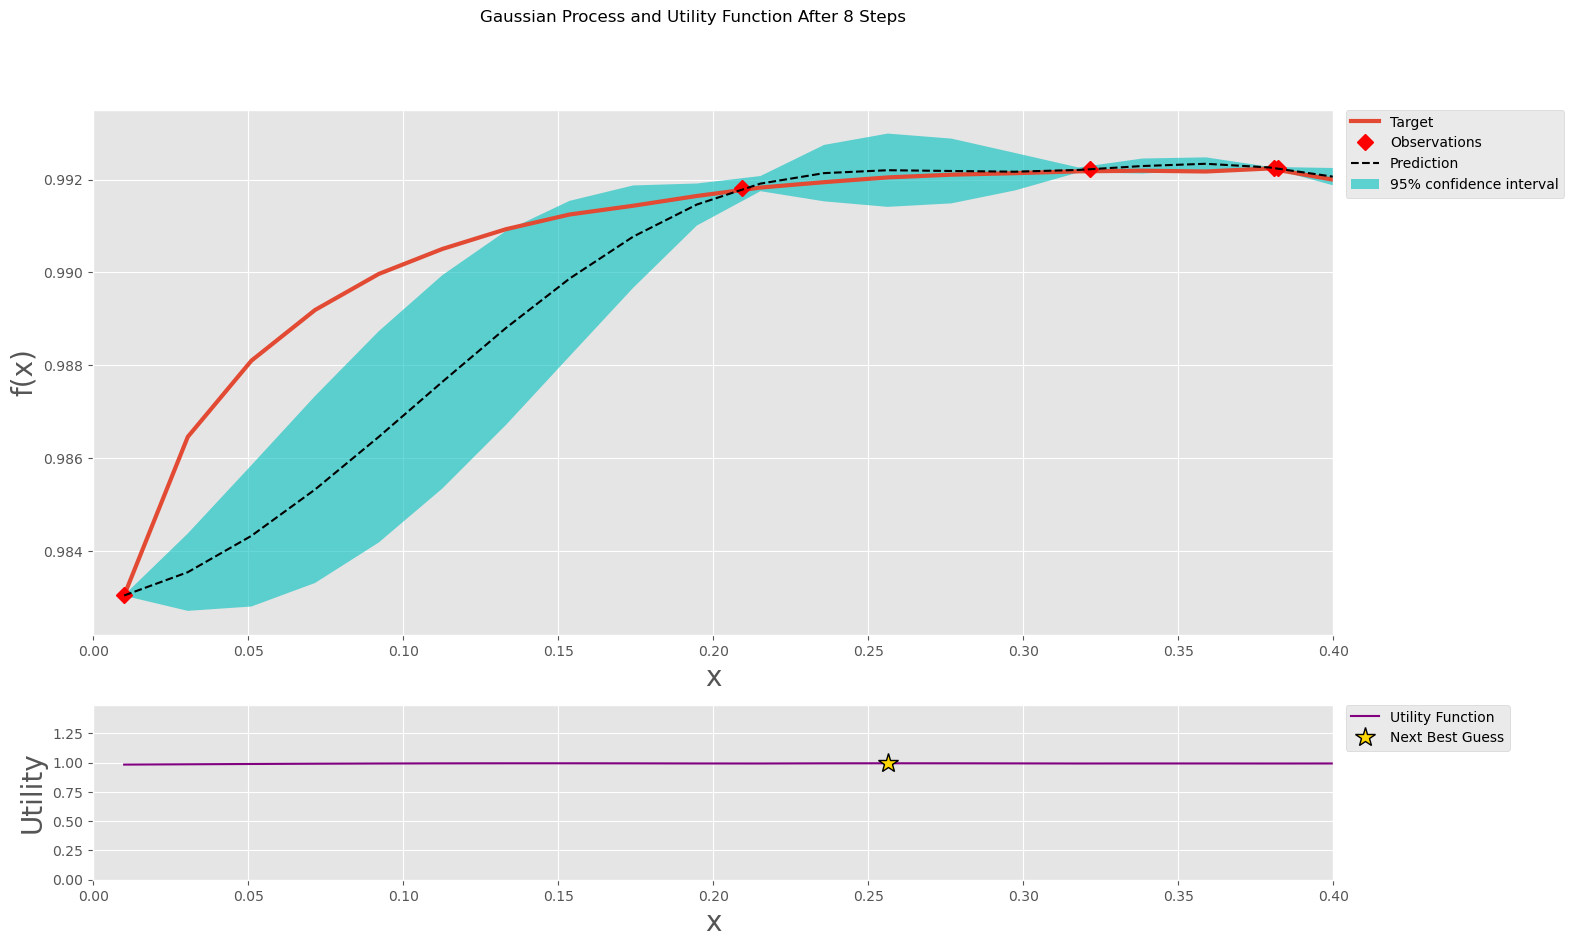 Gaussian Process and Utility Function After 8 Steps
Target
Observations
Prediction
95% confidence interval
f(x)
0.992
0.990
0.988
0.986
0.984
0.00 0.05 0.10 0.15 0.20 0.25 0.30 0.35 0.40
x
Utility Function
Next Best Guess
Utility
1.25
1.00
0.75
0.50
0.25
0.00
0.00 0.05 0.10 0.15 0.20 0.25 0.30 0.35 0.40
x